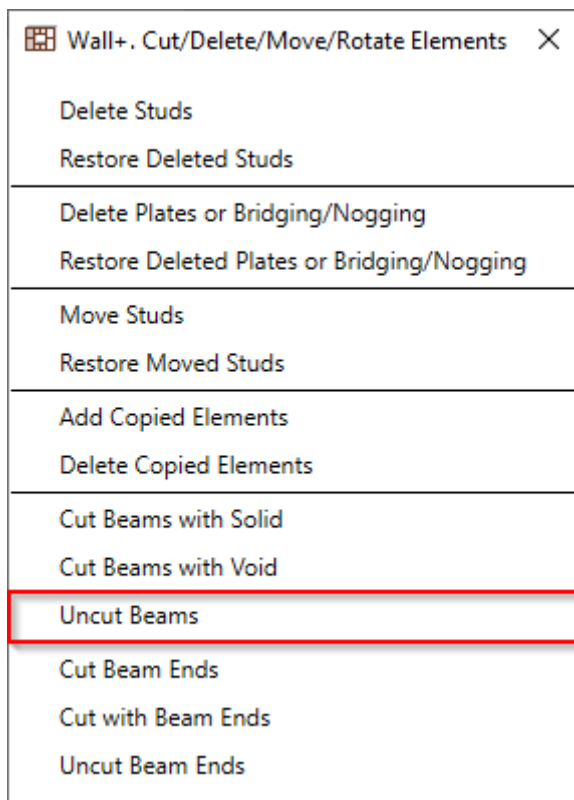 Wall+. Cut/Delete/Move/Rotate Elements
Delete Studs
Restore Deleted Studs
Delete Plates or Bridging/Nogging
Restore Deleted Plates or Bridging/Nogging
Move Studs
Restore Moved Studs
Add Copied Elements
Delete Copied Elements
Cut Beams with Solid
Cut Beams with Void
Uncut Beams
Cut Beam Ends
Cut with Beam Ends
Uncut Beam Ends